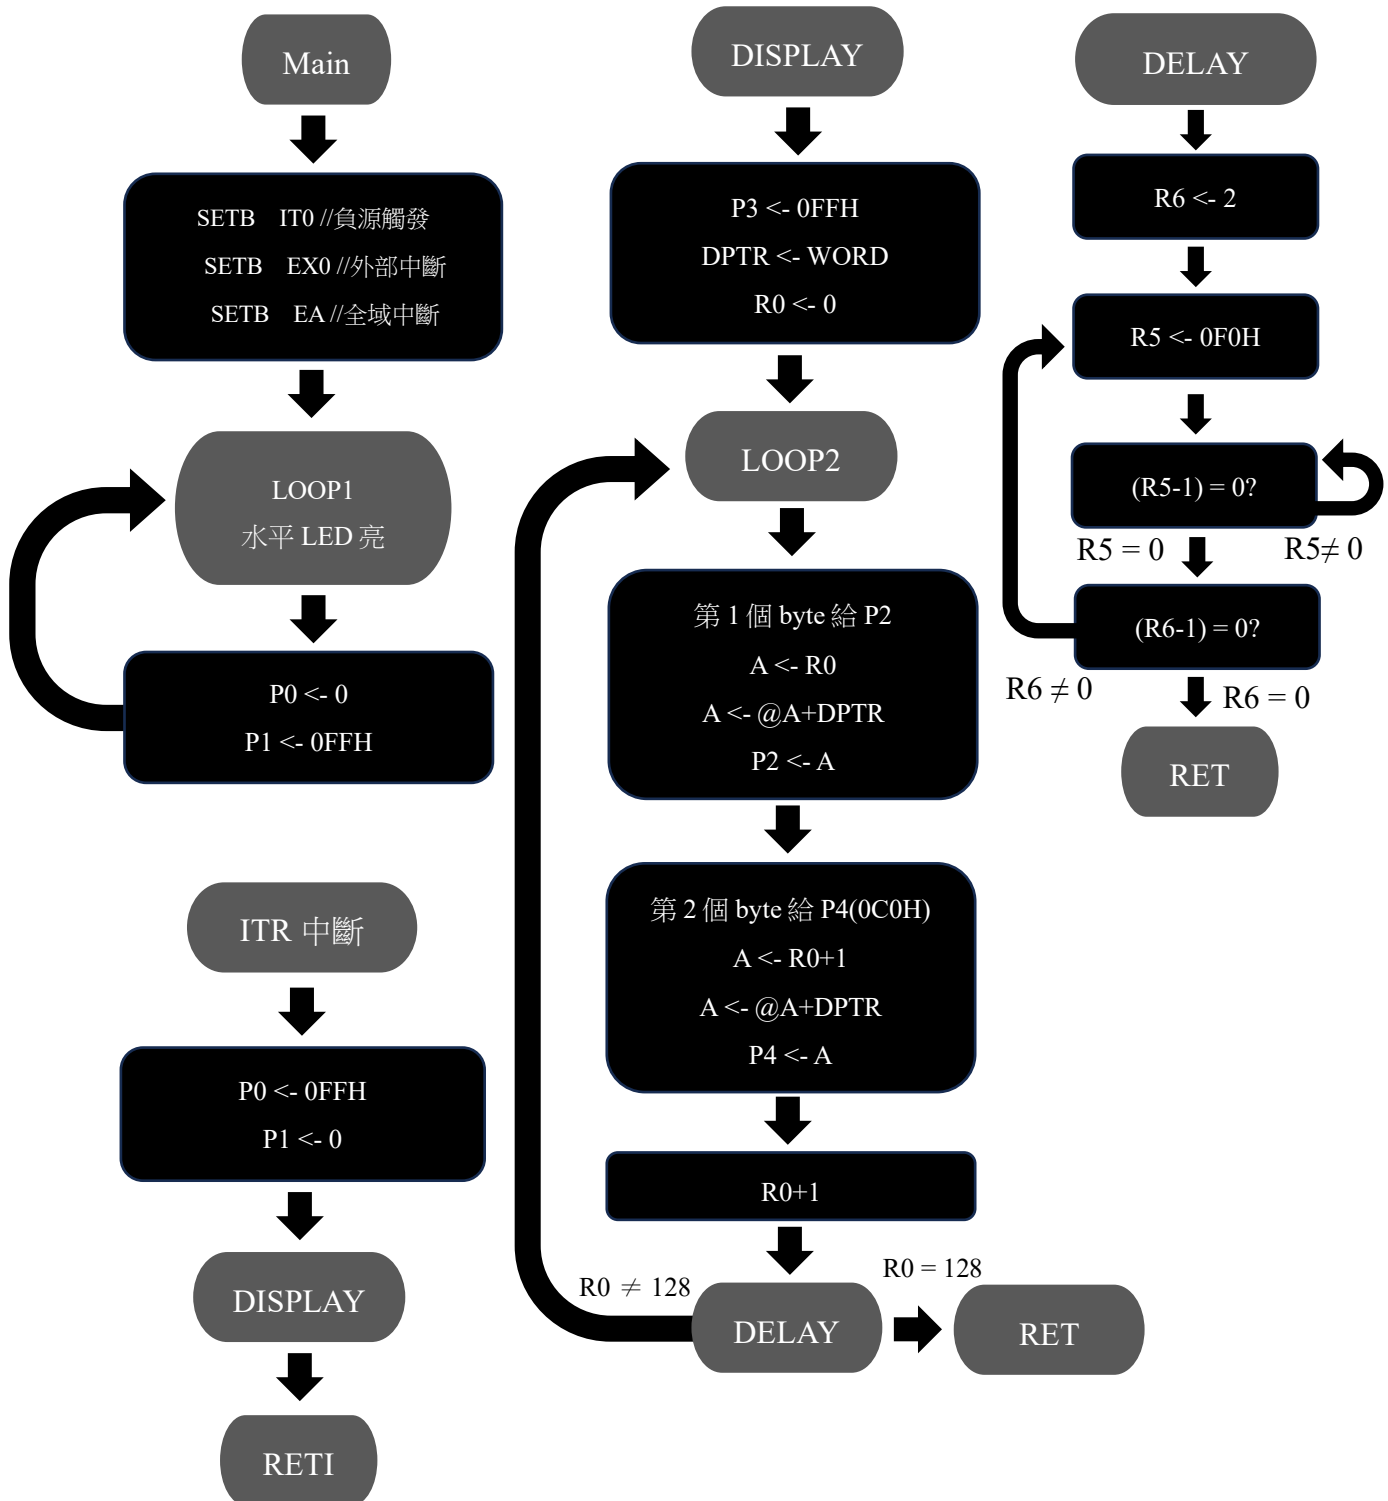 Main
SETB IT0 //負源觸發
SETB EX0 //外部中斷
SETB EA //全域中斷
LOOP1
水平 LED 亮
P0 <- 0
P1 <- 0FFH
ITR 中斷
P0 <- 0FFH
P1 <- 0
DISPLAY
RETI
DISPLAY
P3 <- 0FFH
DPTR <- WORD
R0 <- 0
LOOP2
第 1 個 byte 給 P2
A <- R0
A <- @A+DPTR
P2 <- A
第 2 個 byte 給 P4(0C0H)
A <- R0+1
A <- @A+DPTR
P4 <- A
R0+1
R0 ≠ 128
DELAY
R0 = 128
RET
DELAY
R6 <- 2
R5 <- 0F0H
(R5-1) = 0?
R5 = 0
R5≠ 0
(R6-1) = 0?
R6 ≠ 0
R6 = 0
RET